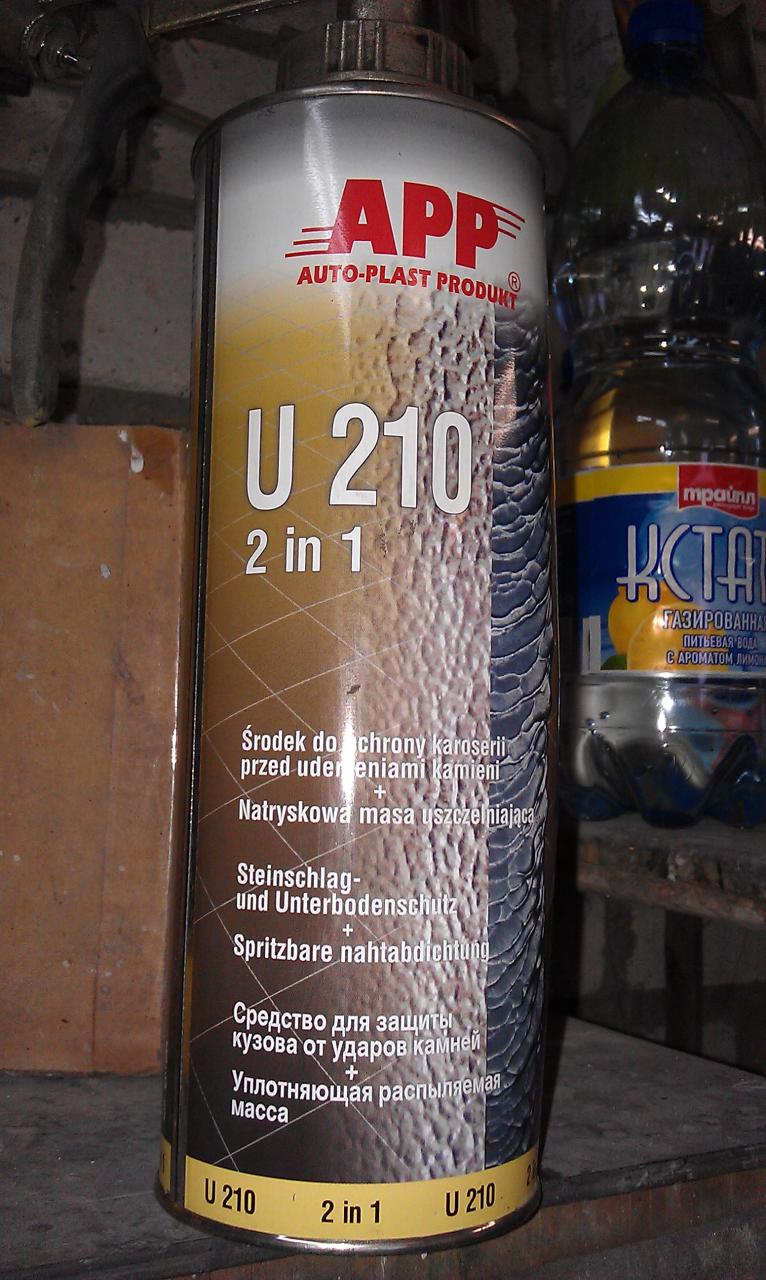 APP
AUTO-PLAST PRODUKT®
U 210
2 in 1
Środek do ochrony karoserii
przed uderzeniami kamieni
+
Natryskowa masa uszczelniająca
Steinschlag-
und Unterbodenschutz
+
Spritzbare nahtabdichtung
Средство для защиты
кузова от ударов камней
+
Уплотняющая распыляемая
масса
U 210 2 in 1 U 210
трайпл
КСТАТ
ГАЗИРОВАННА
ПИТЬЕВАЯ ВОДА
С АРОМАТОМ ЛИМО